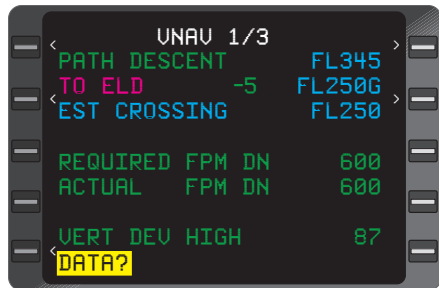 VNAV 1/3
PATH DESCENT FL345
TO ELD -5 FL250G
EST CROSSING FL250
REQUIRED FPM DN 600
ACTUAL FPM DN 600
VERT DEV HIGH 87
DATA?